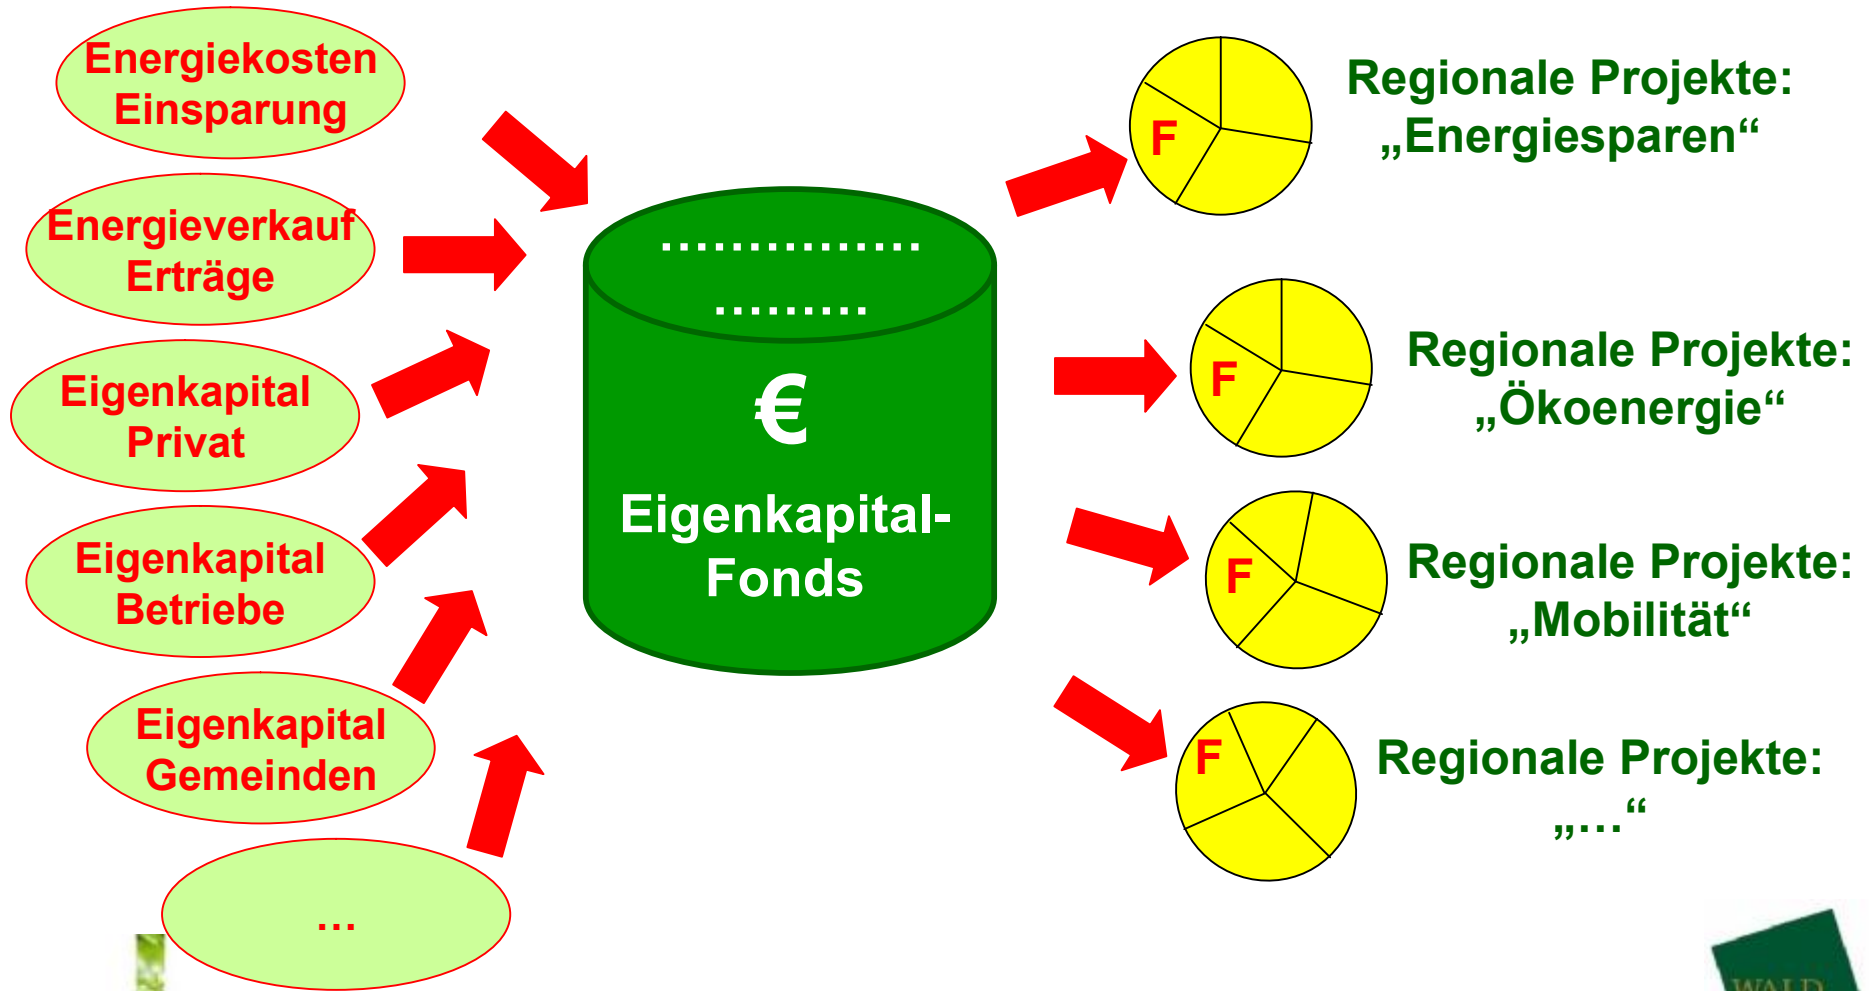 Energiekosten
Einsparung
Energieverkauf
Erträge
Eigenkapital
Privat
Eigenkapital
Betriebe
Eigenkapital
Gemeinden
…
...............
.........
€
Eigenkapital-
Fonds
F
Regionale Projekte:
„Energiesparen“
F
Regionale Projekte:
„Ökoenergie“
F
Regionale Projekte:
„Mobilität“
F
Regionale Projekte:
„…“
WALD